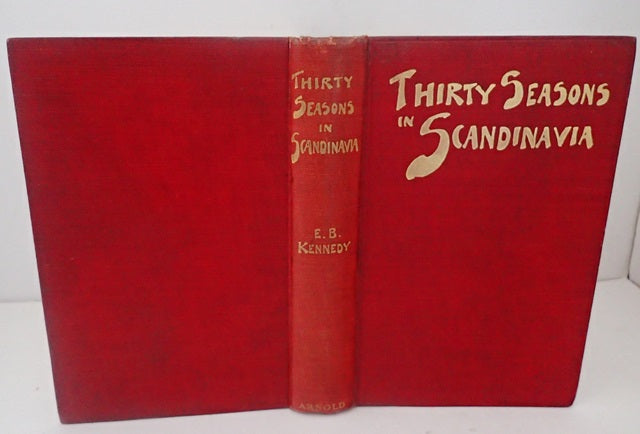 THIRTY
SEASONS
IN
SCANDINAVIA
E. B.
KENNEDY
ARNOLD
THIRTY SEASONS
IN SCANDINAVIA